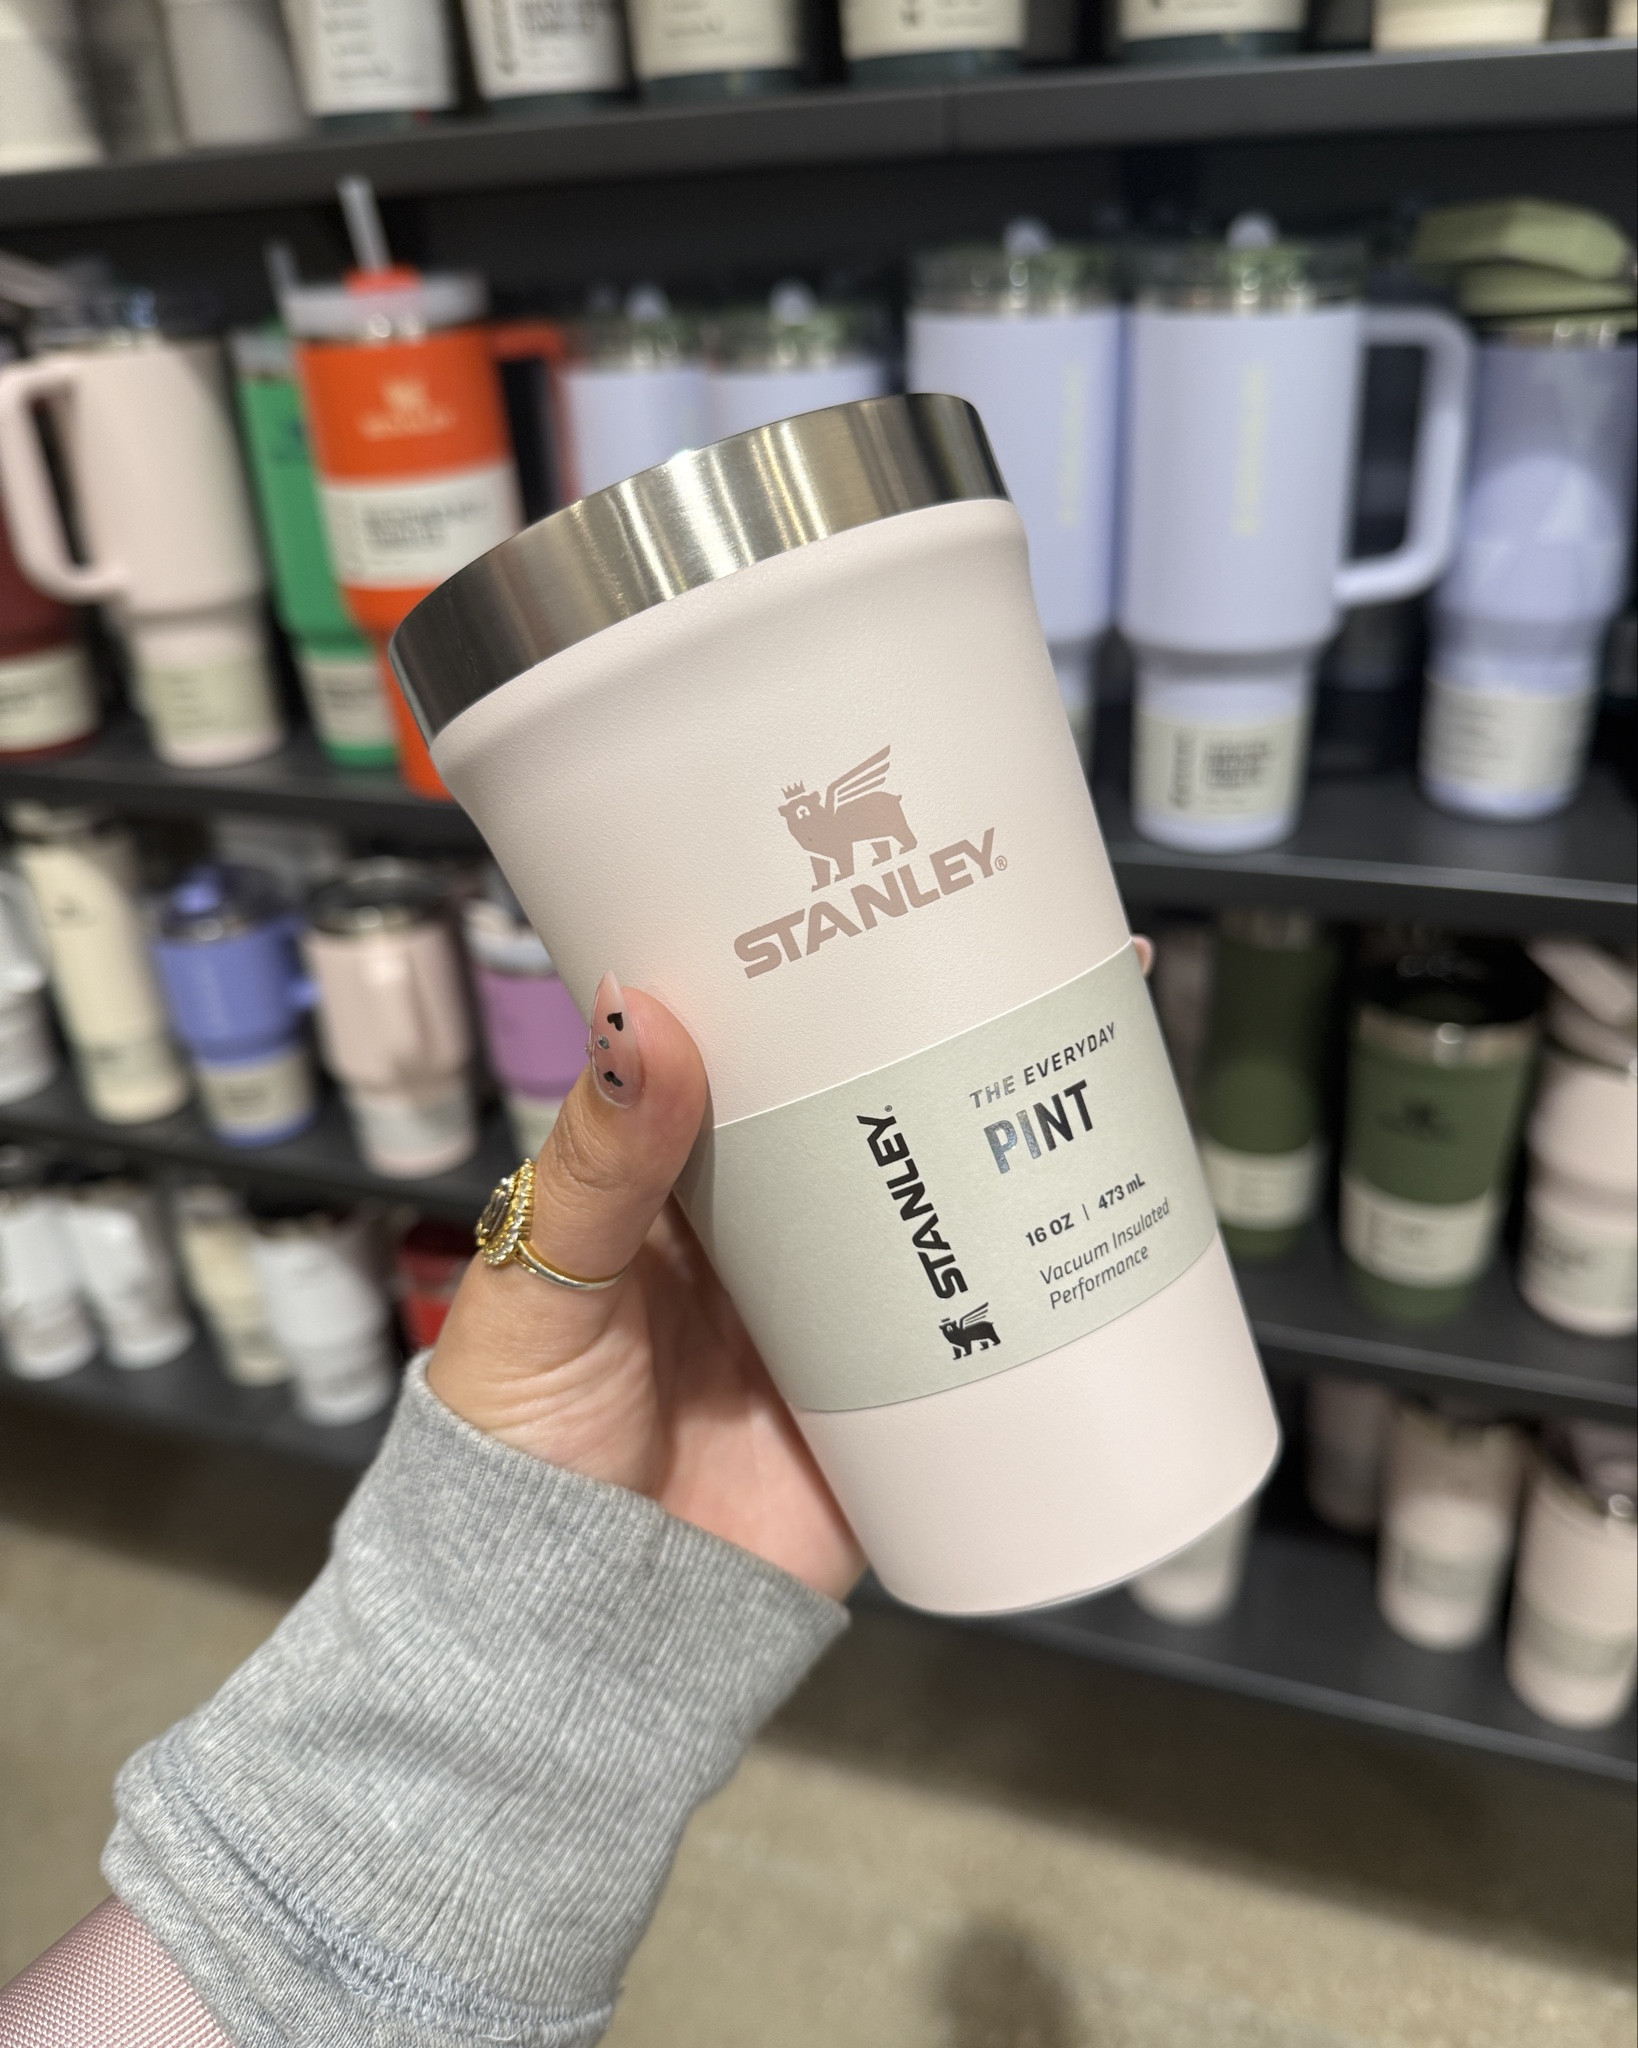 STANLEY®
THE EVERYDAY
PINT
STANLEY®
16 OZ | 473 mL
Vacuum Insulated
Performance